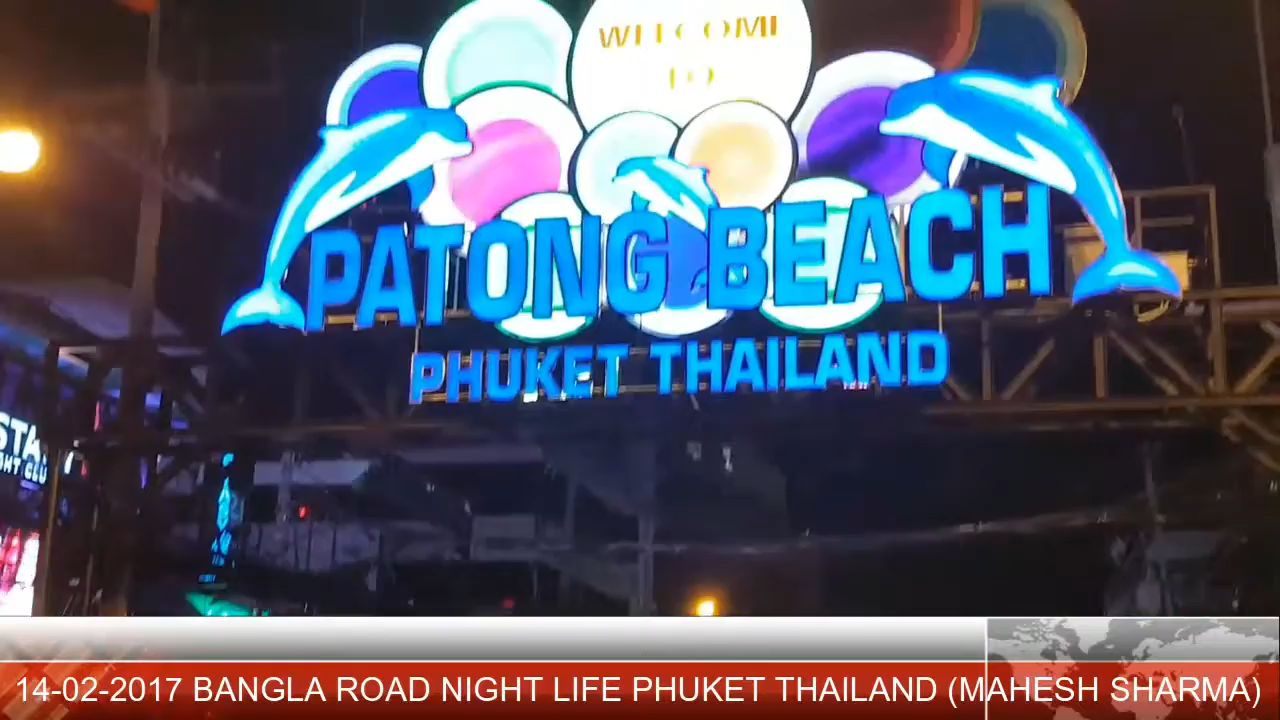 WELCOME
TO
PATONG BEACH
PHUKET THAILAND
14-02-2017 BANGLA ROAD NIGHT LIFE PHUKET THAILAND (MAHESH SHARMA)